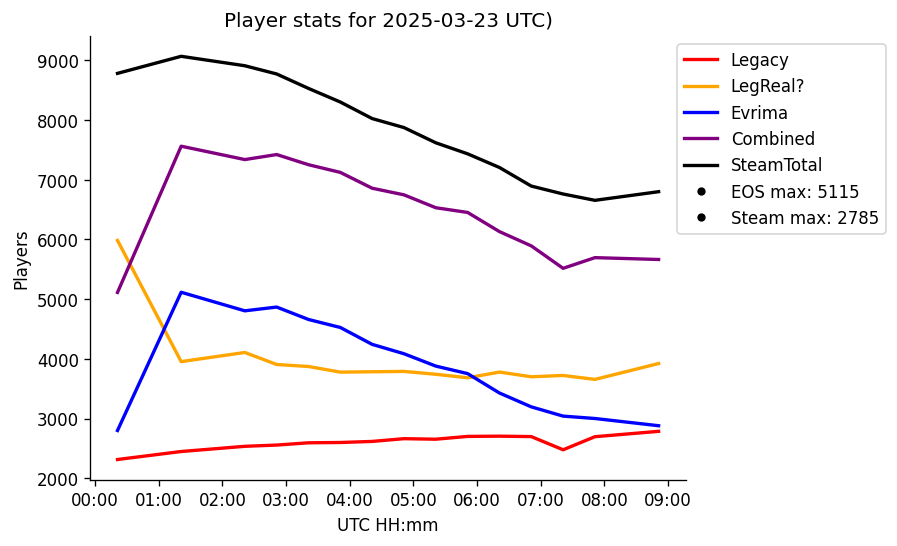 Player stats for 2025-03-23 UTC)
Players
9000
8000
7000
6000
5000
4000
3000
2000
00:00 01:00 02:00 03:00 04:00 05:00 06:00 07:00 08:00 09:00
UTC HH:mm
Legacy
LegReal?
Evrima
Combined
SteamTotal
EOS max: 5115
Steam max: 2785